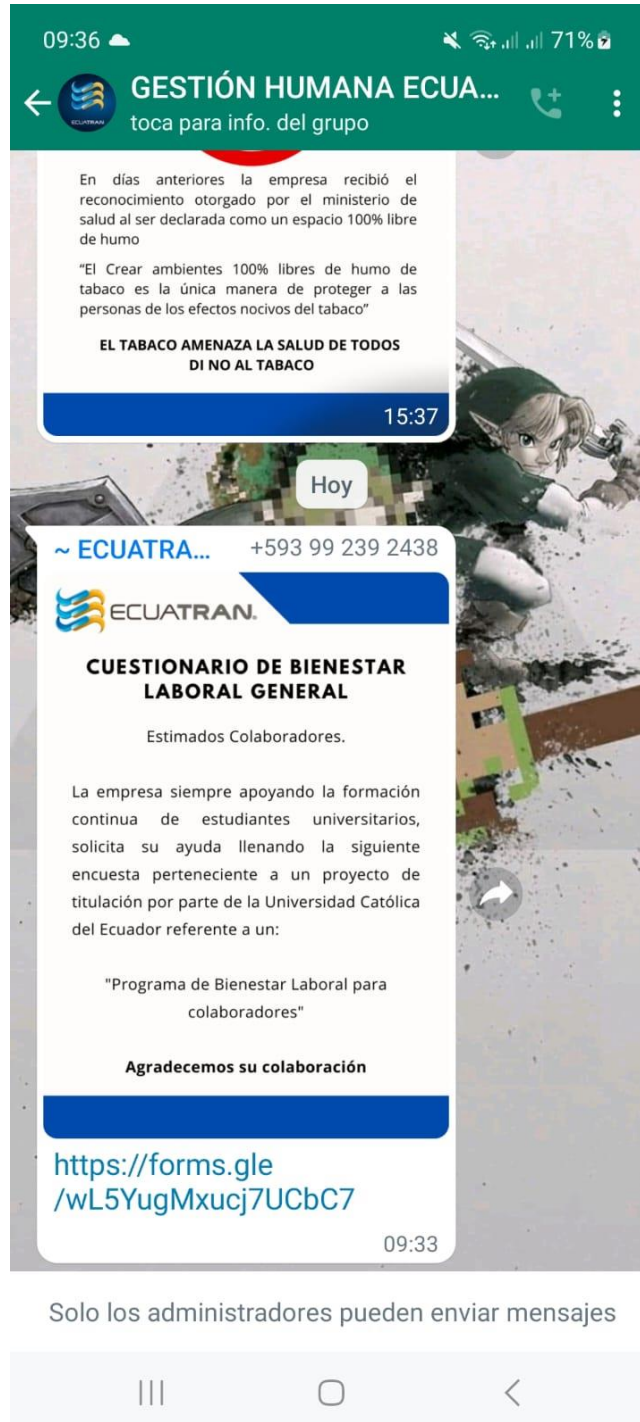 09:36
71%
GESTIÓN HUMANA ECUA...
toca para info. del grupo
ECUATRAN
En días anteriores la empresa recibió el
reconocimiento otorgado por el ministerio de
salud al ser declarada como un espacio 100% libre
de humo
“El Crear ambientes 100% libres de humo de
tabaco es la única manera de proteger a las
personas de los efectos nocivos del tabaco”
EL TABACO AMENAZA LA SALUD DE TODOS
DI NO AL TABACO
15:37
Hoy
~ ECUATRA... +593 99 239 2438
ECUATRAN.
CUESTIONARIO DE BIENESTAR
LABORAL GENERAL
Estimados Colaboradores.
La empresa siempre apoyando la formación
continua de estudiantes universitarios,
solicita su ayuda llenando la siguiente
encuesta perteneciente a un proyecto de
titulación por parte de la Universidad Católica
del Ecuador referente a un:
"Programa de Bienestar Laboral para
colaboradores"
Agradecemos su colaboración
https://forms.gle
/wL5YugMxucj7UCbC7
09:33
Solo los administradores pueden enviar mensajes